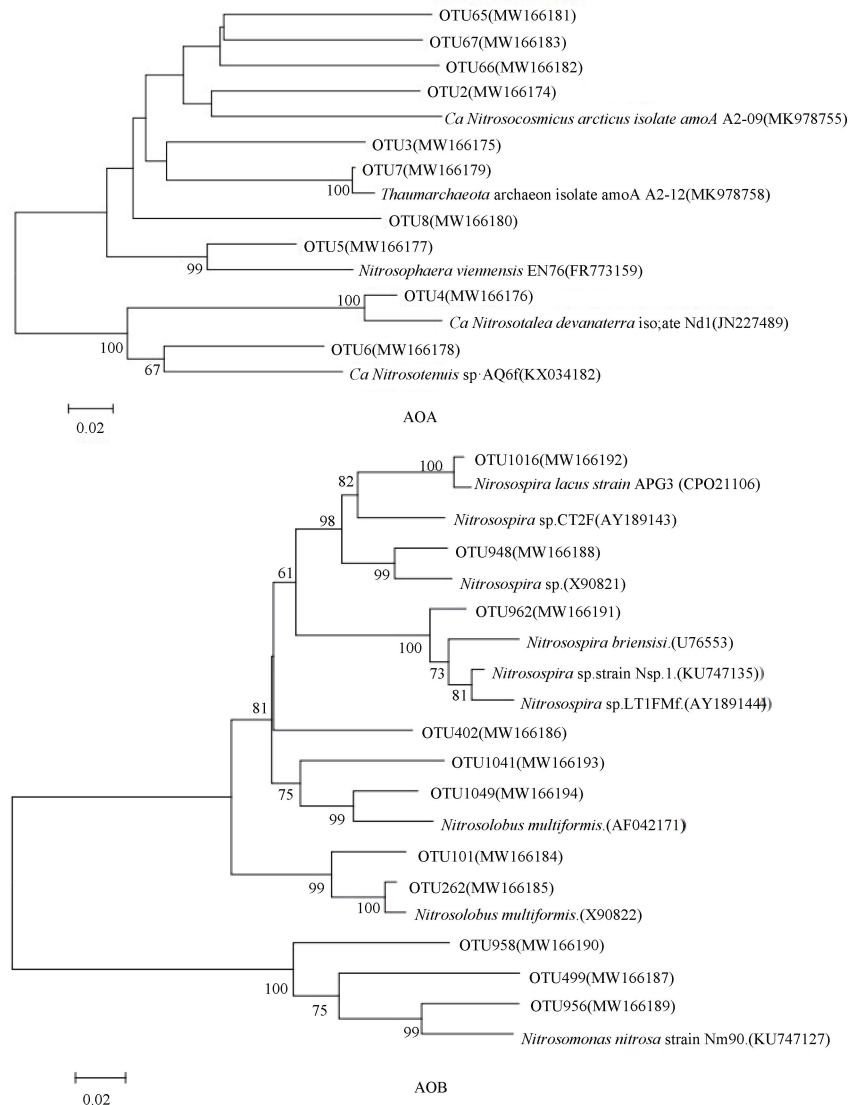 OTU65(MW166181)
OTU67(MW166183)
OTU66(MW166182)
OTU2(MW166174)
Ca Nitrosocosmicus arcticus isolate amoA A2-09(MK978755)
OTU3(MW166175)
OTU7(MW166179)
100
Thaumarchaeota archaeon isolate amoA A2-12(MK978758)
OTU8(MW166180)
OTU5(MW166177)
99
Nitrosophaera viennensis EN76(FR773159)
100
OTU4(MW166176)
Ca Nitrosotalea devanaterra iso;ate Nd1(JN227489)
100
OTU6(MW166178)
67
Ca Nitrosotenuis sp·AQ6f(KX034182)
0.02
AOA
100
OTU1016(MW166192)
82
Nirosospira lacus strain APG3 (CPO21106)
98
Nitrosospira sp.CT2F(AY189143)
OTU948(MW166188)
99
Nitrosospira sp.(X90821)
61
OTU962(MW166191)
100
Nitrosospira briensisi.(U76553)
73
Nitrosospira sp.strain Nsp.1.(KU747135))
81
Nitrosospira sp.LT1FMf.(AY189144))
81
OTU402(MW166186)
OTU1041(MW166193)
75
OTU1049(MW166194)
99
Nitrosolobus multiformis.(AF042171)
OTU101(MW166184)
99
OTU262(MW166185)
100
Nitrosolobus multiformis.(X90822)
OTU958(MW166190)
100
OTU499(MW166187)
75
OTU956(MW166189)
99
Nitrosomonas nitrosa strain Nm90.(KU747127)
0.02
AOB